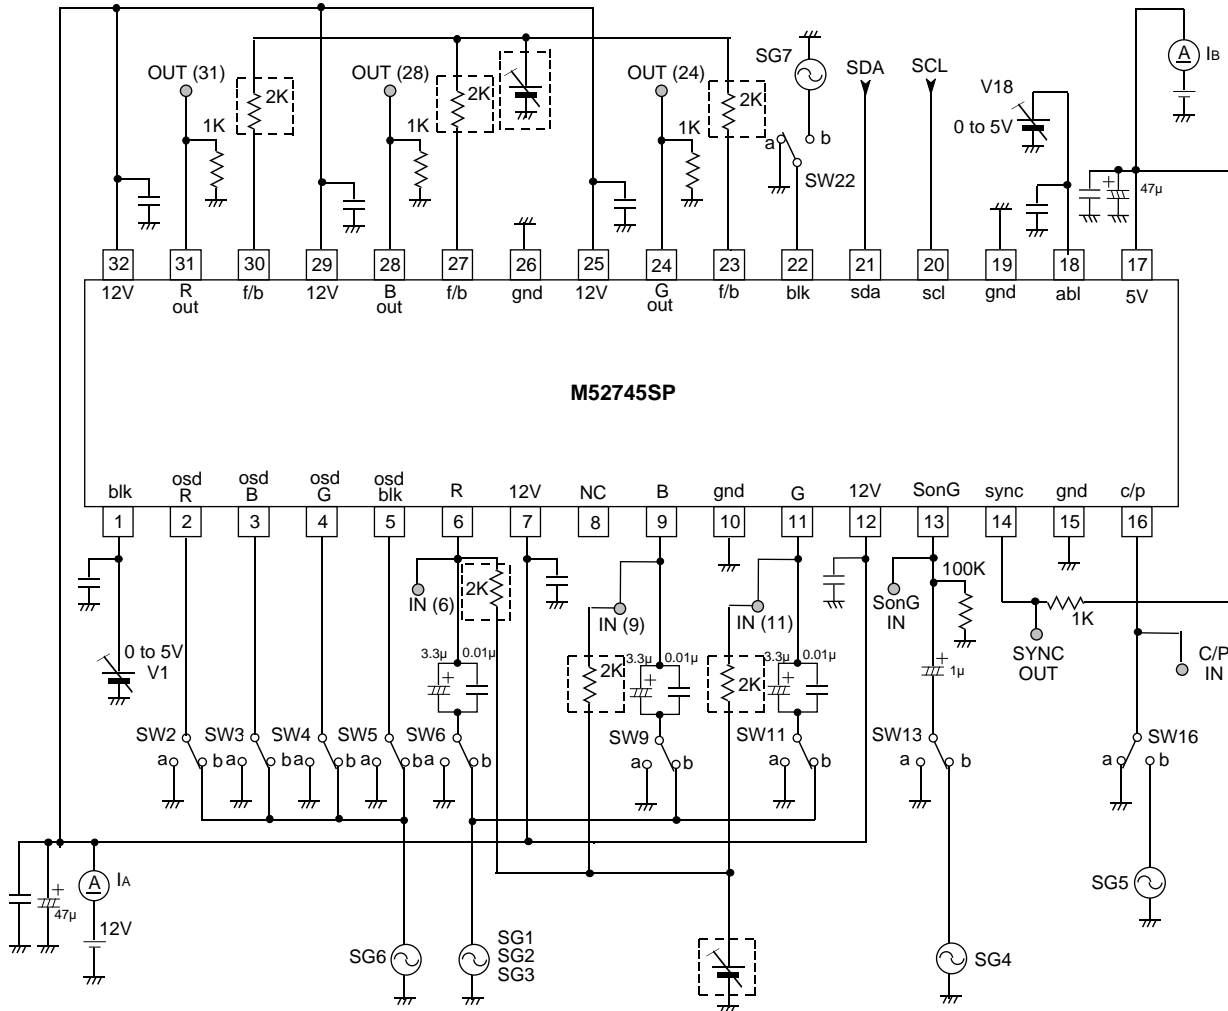 SG7
SDA
SCL
A
IB
OUT (31)
OUT (28)
OUT (24)
V18
0 to 5V
2K
2K
2K
1K
1K
1K
a
b
SW22
+
47µ
32
31
30
29
28
27
26
25
24
23
22
21
20
19
18
17
12V
R
out
f/b
12V
B
out
f/b
gnd
12V
G
out
f/b
blk
sda
scl
gnd
abl
5V
M52745SP
blk
osd
R
osd
B
osd
G
osd
blk
R
12V
NC
B
gnd
G
12V
SonG
sync
gnd
c/p
1
2
3
4
5
6
7
8
9
10
11
12
13
14
15
16
IN (6)
2K
IN (9)
IN (11)
SonG
IN
100K
1K
SYNC
OUT
C/P
IN
0 to 5V
V1
3.3µ
0.01µ
+
2K
3.3µ
0.01µ
+
2K
3.3µ
0.01µ
+
+
1µ
SW2
SW3
SW4
SW5
SW6
SW9
SW11
SW13
SW16
a
b
a
b
a
b
a
b
a
b
a
b
a
b
a
b
a
b
A
IA
+
47µ
12V
SG6
SG1
SG2
SG3
SG4
SG5